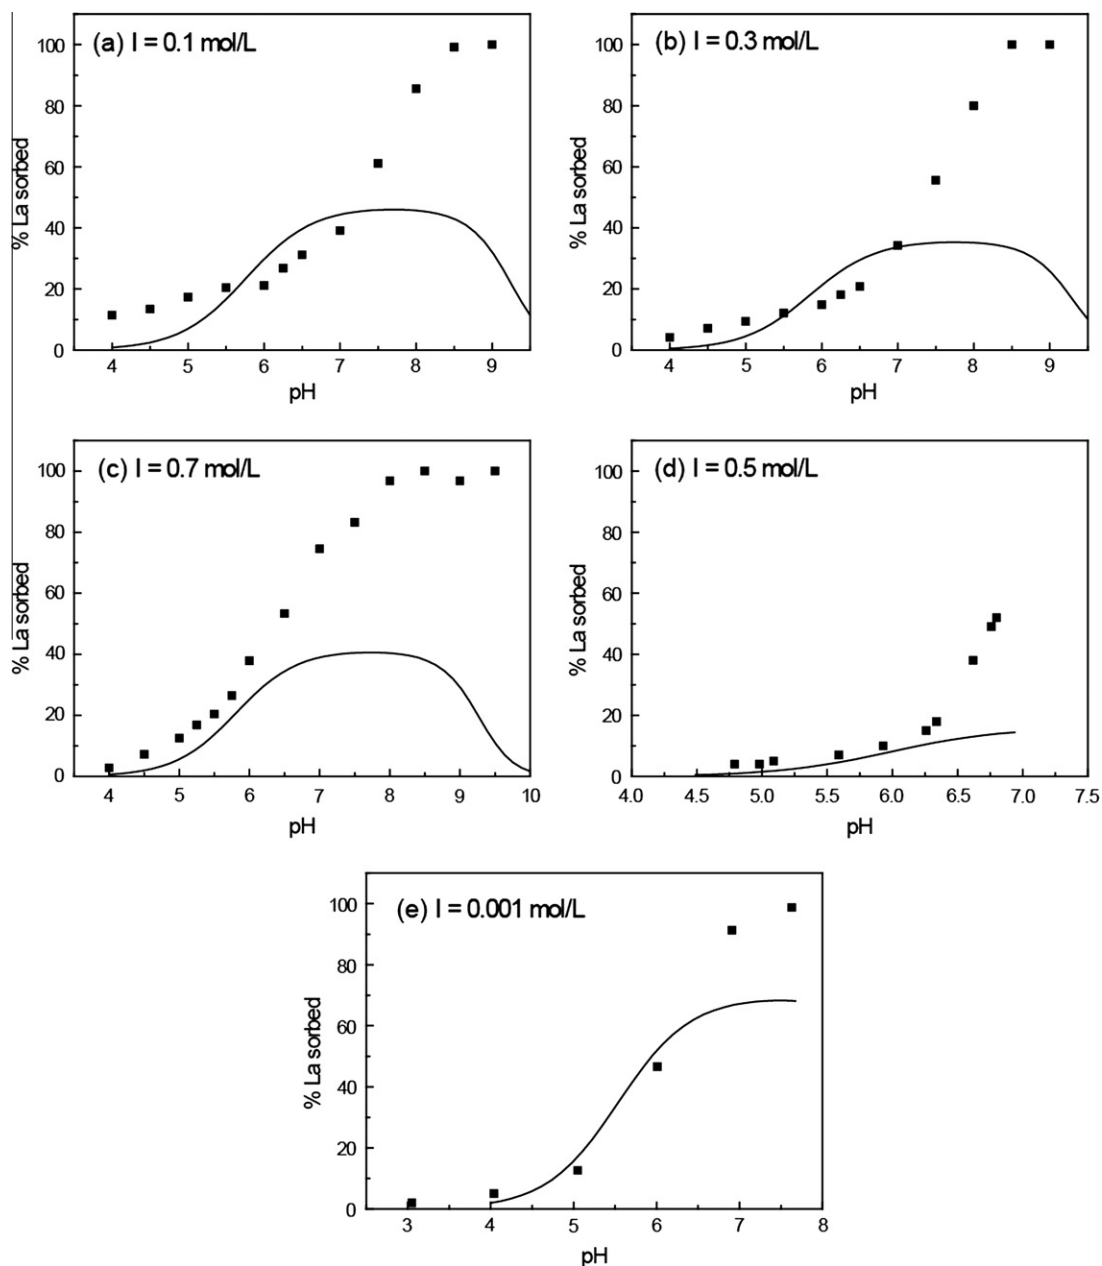 (a) I = 0.1 mol/L
% La sorbed
100
80
60
40
20
0
4 5 6 7 8 9
pH
(b) I = 0.3 mol/L
% La sorbed
100
80
60
40
20
0
4 5 6 7 8 9
pH
(c) I = 0.7 mol/L
% La sorbed
100
80
60
40
20
0
4 5 6 7 8 9 10
pH
(d) I = 0.5 mol/L
% La sorbed
100
80
60
40
20
0
4.0 4.5 5.0 5.5 6.0 6.5 7.0 7.5
pH
(e) I = 0.001 mol/L
% La sorbed
100
80
60
40
20
0
3 4 5 6 7 8
pH